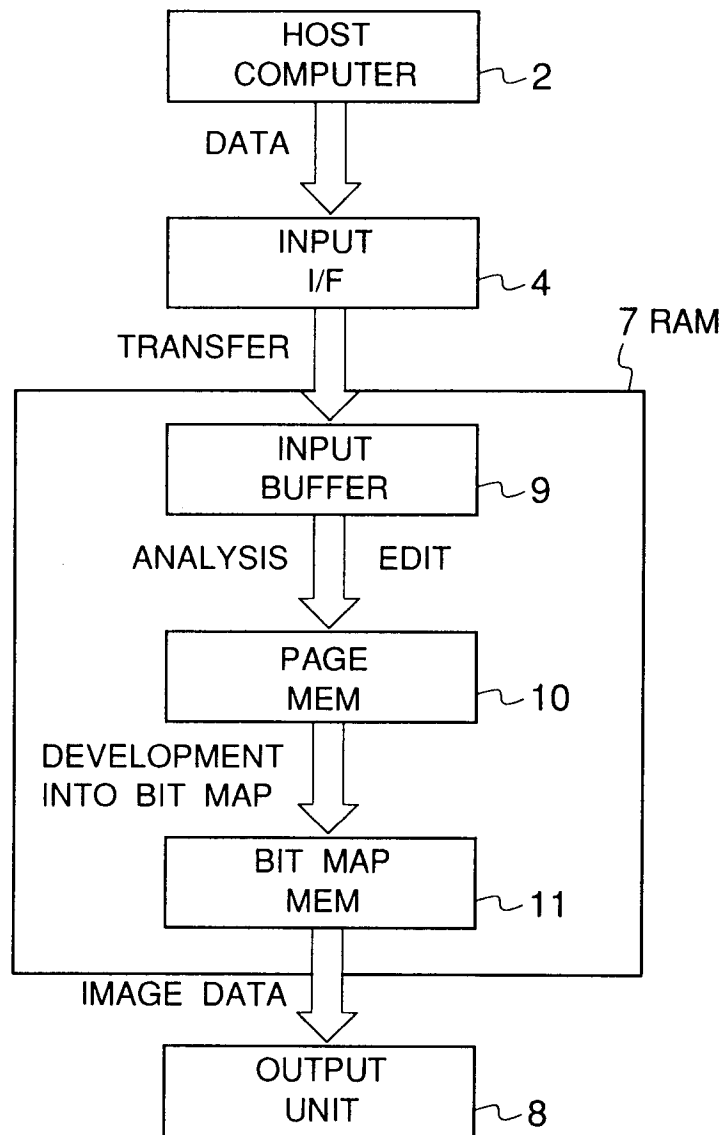 HOST
COMPUTER
2
DATA
INPUT
I/F
4
TRANSFER
7 RAM
INPUT
BUFFER
9
ANALYSIS EDIT
PAGE
MEM
10
DEVELOPMENT
INTO BIT MAP
BIT MAP
MEM
11
IMAGE DATA
OUTPUT
UNIT
8